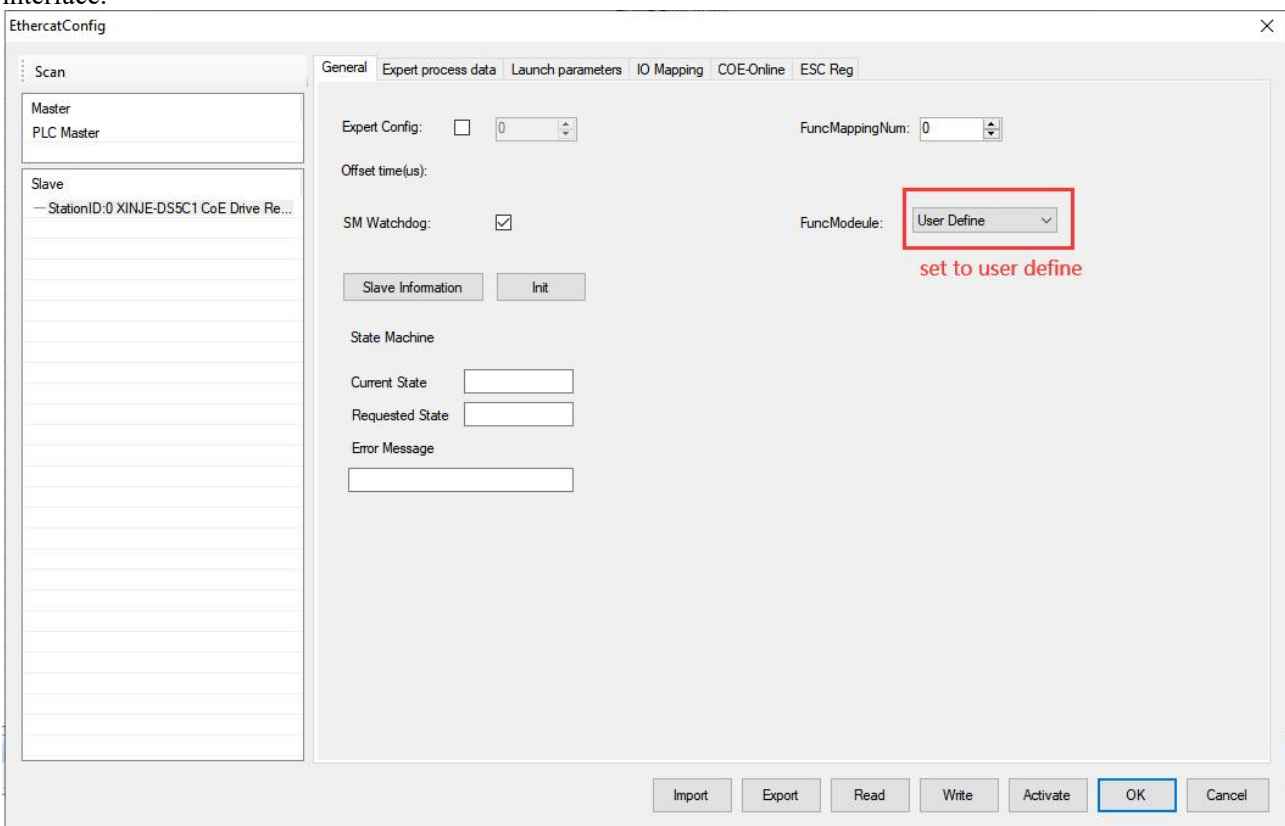 interface.
EthercatConfig
Scan
Master
PLC Master
Slave
StationID:0 XINJE-DS5C1 CoE Drive Re...
General Expert process data Launch parameters IO Mapping COE-Online ESC Reg
Expert Config: 0 FuncMappingNum: 0
Offset time(us):
SM Watchdog: FuncModeule: User Define
set to user define
Slave Information Init
State Machine
Current State
Requested State
Error Message
Import Export Read Write Activate OK Cancel